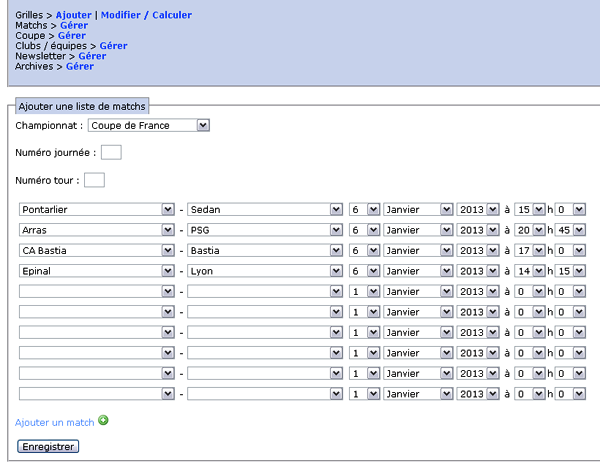 Grilles > Ajouter | Modifier / Calculer
Matchs > Gérer
Coupe > Gérer
Clubs / équipes > Gérer
Newsletter > Gérer
Archives > Gérer
Ajouter une liste de matchs
Championnat : Coupe de France
Numéro journée :
Numéro tour :
Pontarlier - Sedan 6 Janvier 2013 à 15 h 0
Arras - PSG 6 Janvier 2013 à 20 h 45
CA Bastia - Bastia 6 Janvier 2013 à 17 h 0
Epinal - Lyon 6 Janvier 2013 à 14 h 15
- 1 Janvier 2013 à 0 h 0
- 1 Janvier 2013 à 0 h 0
- 1 Janvier 2013 à 0 h 0
- 1 Janvier 2013 à 0 h 0
- 1 Janvier 2013 à 0 h 0
- 1 Janvier 2013 à 0 h 0
Ajouter un match
Enregistrer